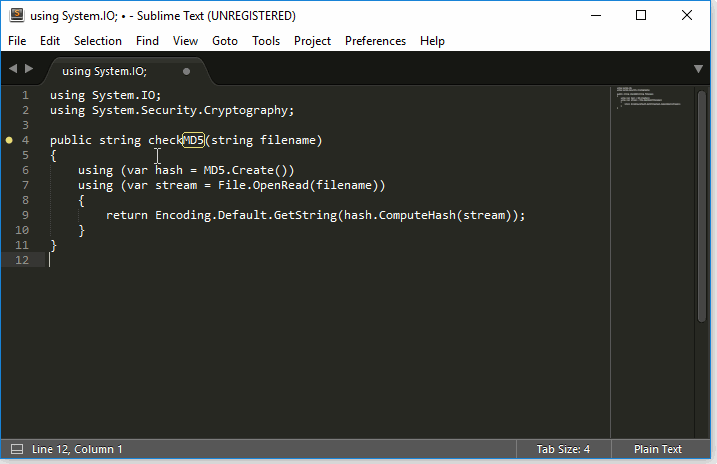 using System.IO; • - Sublime Text (UNREGISTERED)
File Edit Selection Find View Goto Tools Project Preferences Help
using System.IO;
1 using System.IO;
2 using System.Security.Cryptography;
3
4 public string checkMD5(string filename)
5 {
6 using (var hash = MD5.Create())
7 using (var stream = File.OpenRead(filename))
8 {
9 return Encoding.Default.GetString(hash.ComputeHash(stream));
10 }
11 }
12
Line 12, Column 1 Tab Size: 4 Plain Text